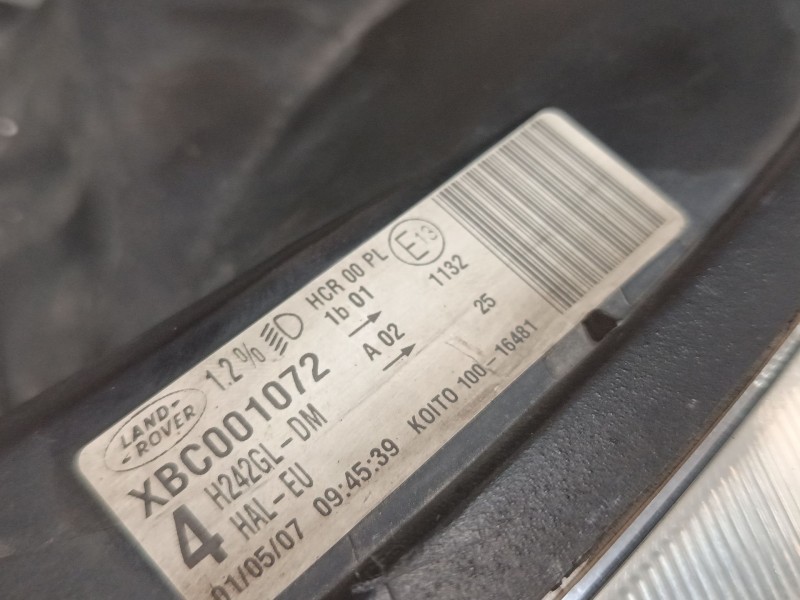 LAND-
-ROVER
1.2%
HCR 00 PL
E13
1b 01
1132
XBC001072
A 02
25
4
H242GL-DM
HAL-EU
KOITO 100-16481
01/05/07 09:45:39